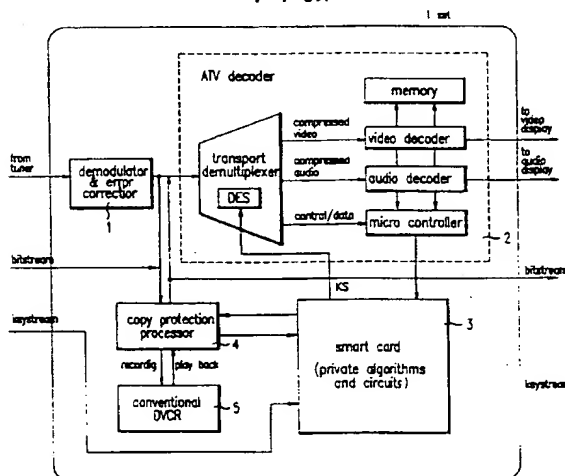 1 set
ATV decoder
memory
compressed
video
video decoder
to
video
display
from
tuner
demodulator
& error
correction
1
transport
demultiplexer
DES
compressed
audio
audio decoder
to
audio
display
control/data
micro controller
2
bitstream
bitstream
KS
keystream
copy protection
processor
4
smart card
(private algorithms
and circuits)
3
recordig
play back
conventional
DVCR
5
keystream